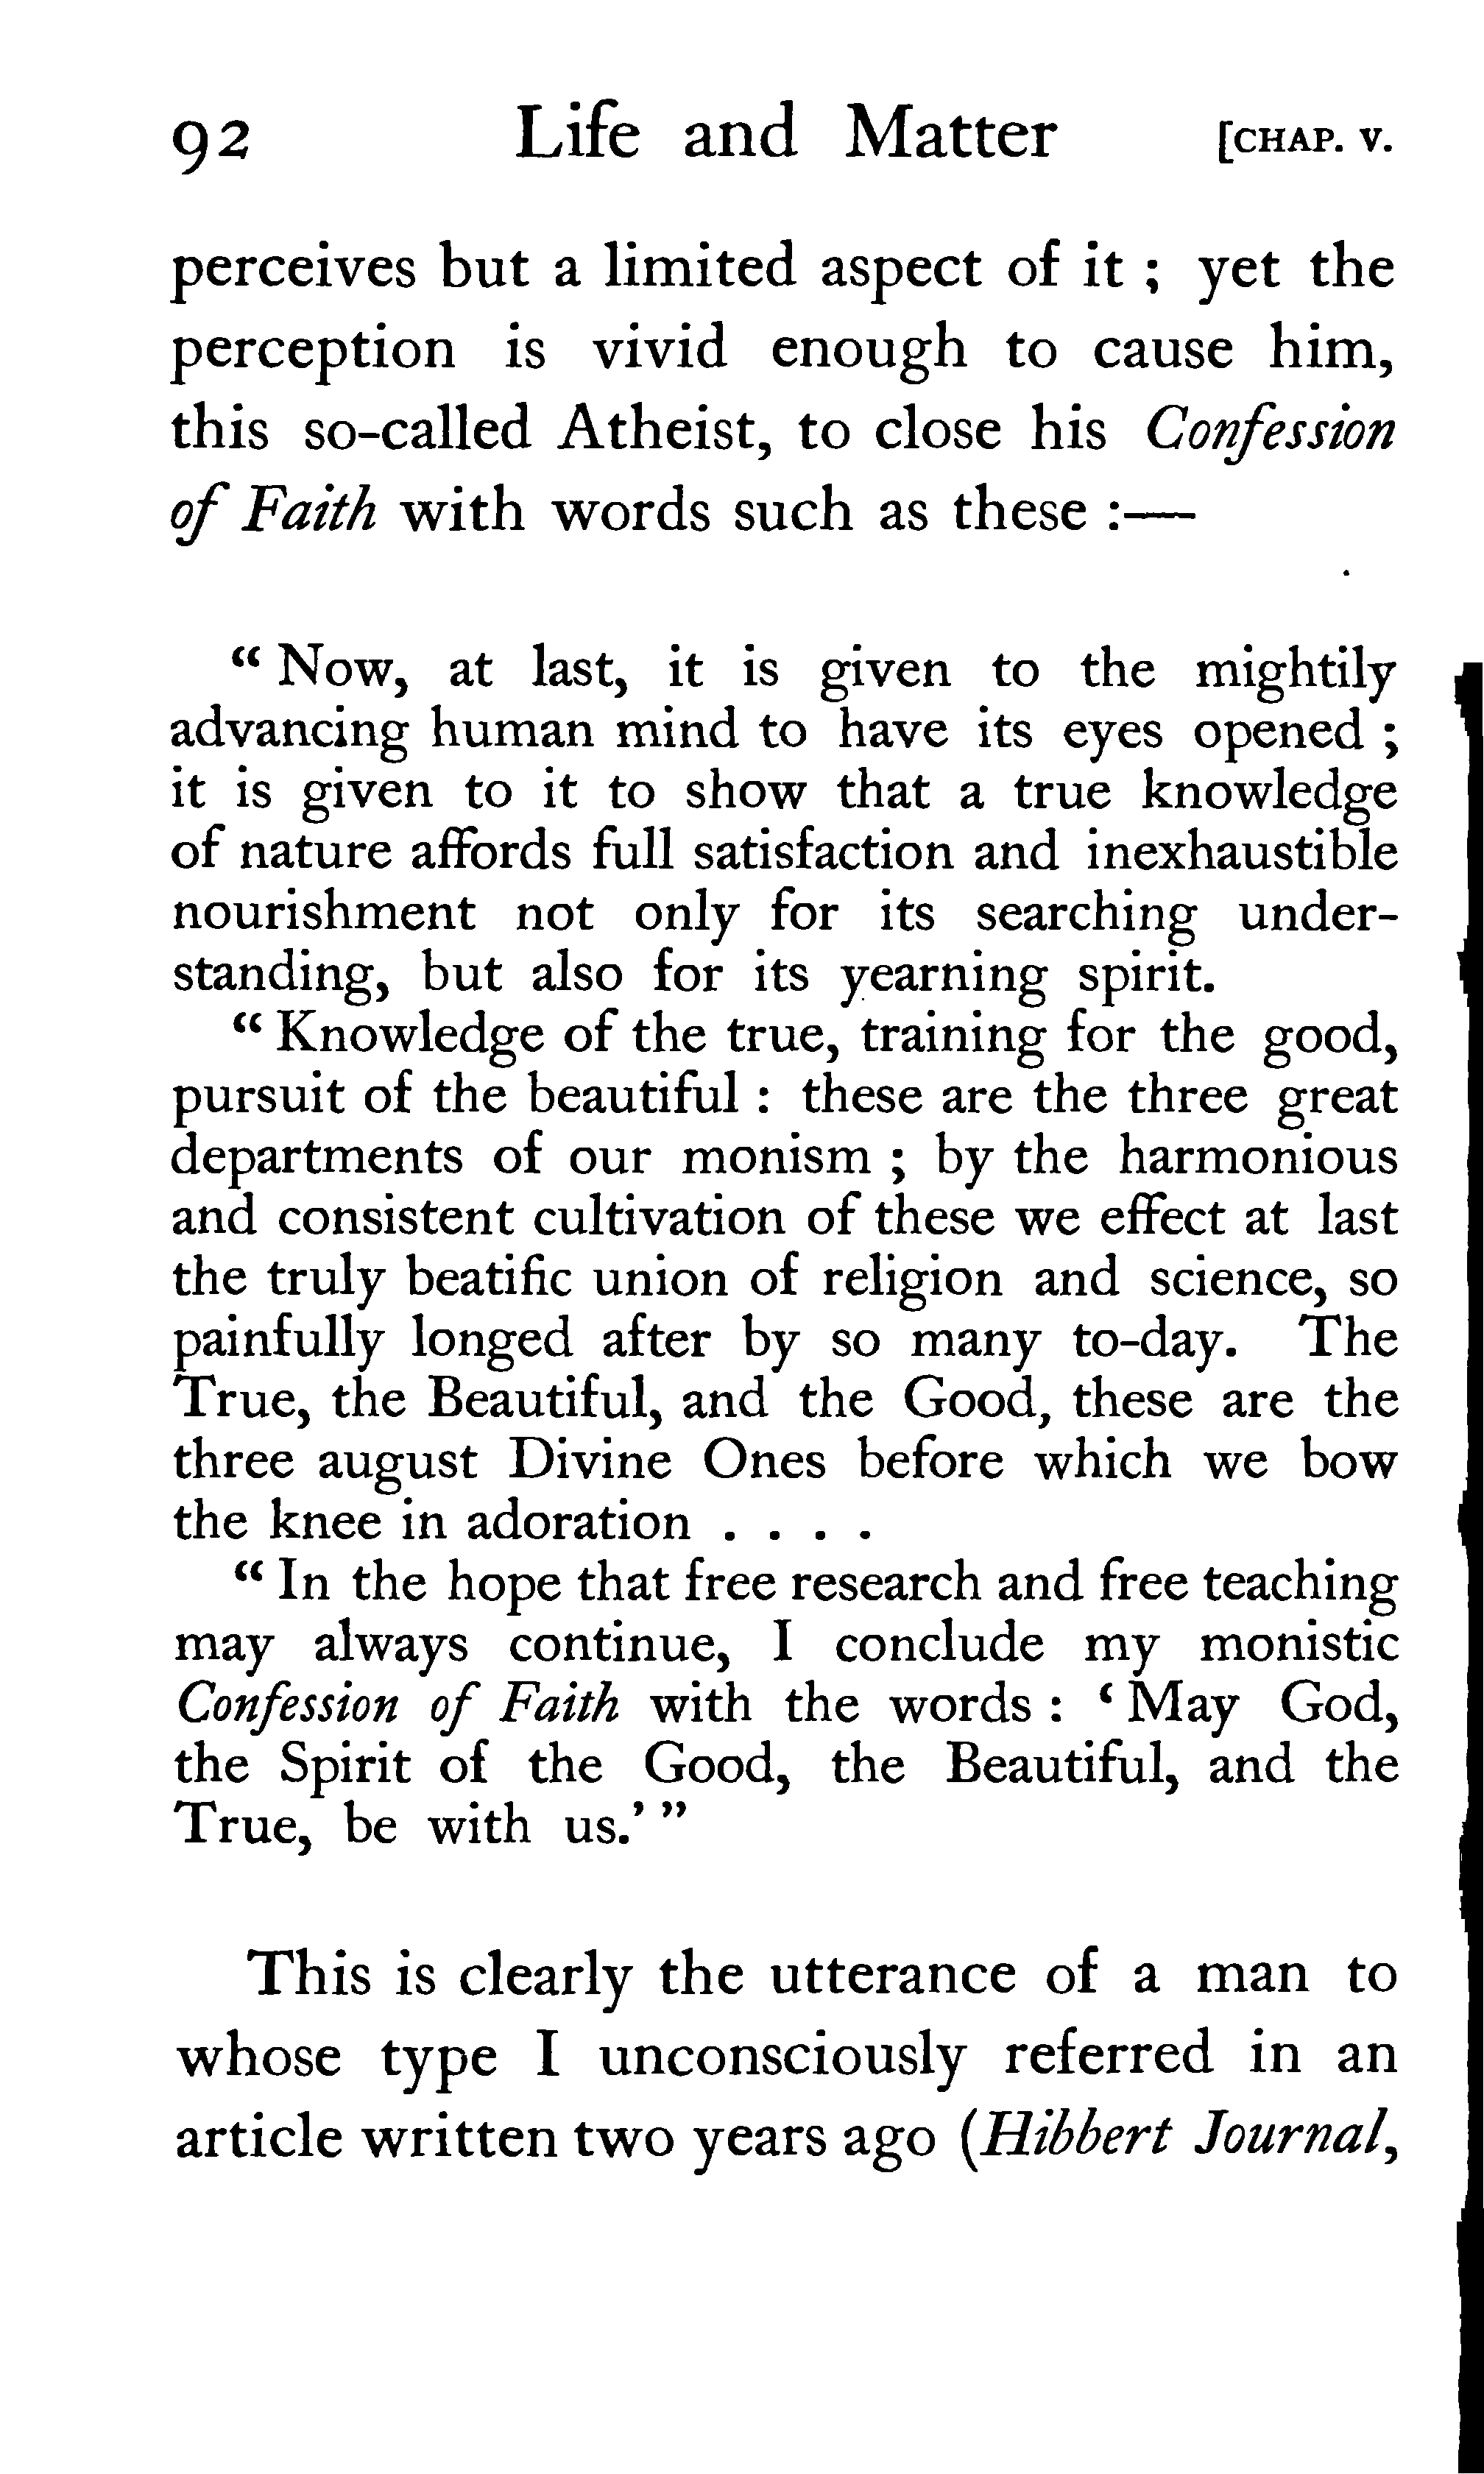 92 Life and Matter [CHAP. V.
perceives but a limited aspect of it ; yet the
perception is vivid enough to cause him,
this so-called Atheist, to close his Confession
of Faith with words such as these :—
“ Now, at last, it is given to the mightily
advancing human mind to have its eyes opened ;
it is given to it to show that a true knowledge
of nature affords full satisfaction and inexhaustible
nourishment not only for its searching under-
standing, but also for its yearning spirit.
“ Knowledge of the true, training for the good,
pursuit of the beautiful : these are the three great
departments of our monism ; by the harmonious
and consistent cultivation of these we effect at last
the truly beatific union of religion and science, so
painfully longed after by so many to-day. The
True, the Beautiful, and the Good, these are the
three august Divine Ones before which we bow
the knee in adoration . . . .
“ In the hope that free research and free teaching
may always continue, I conclude my monistic
Confession of Faith with the words : ‘ May God,
the Spirit of the Good, the Beautiful, and the
True, be with us.’ ”
This is clearly the utterance of a man to
whose type I unconsciously referred in an
article written two years ago (Hibbert Journal,